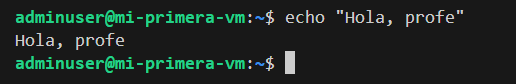 adminuser@mi-primera-vm:~$ echo "Hola, profe"
Hola, profe
adminuser@mi-primera-vm:~$